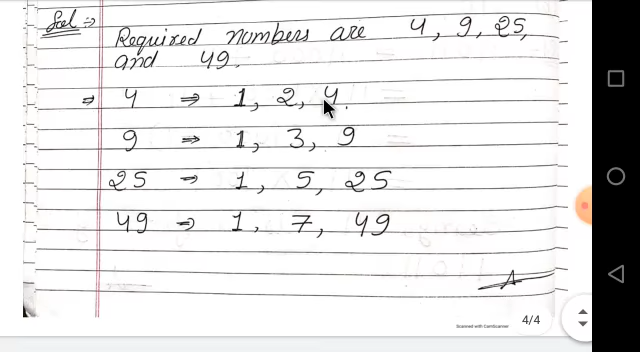 Sol ⇒
Required numbers are 4, 9, 25,
and 49.
⇒ 4 ⇒ 1, 2, 4.
9 ⇒ 1, 3, 9
25 ⇒ 1, 5, 25
49 ⇒ 1, 7, 49
4/4
Scanned with CamScanner